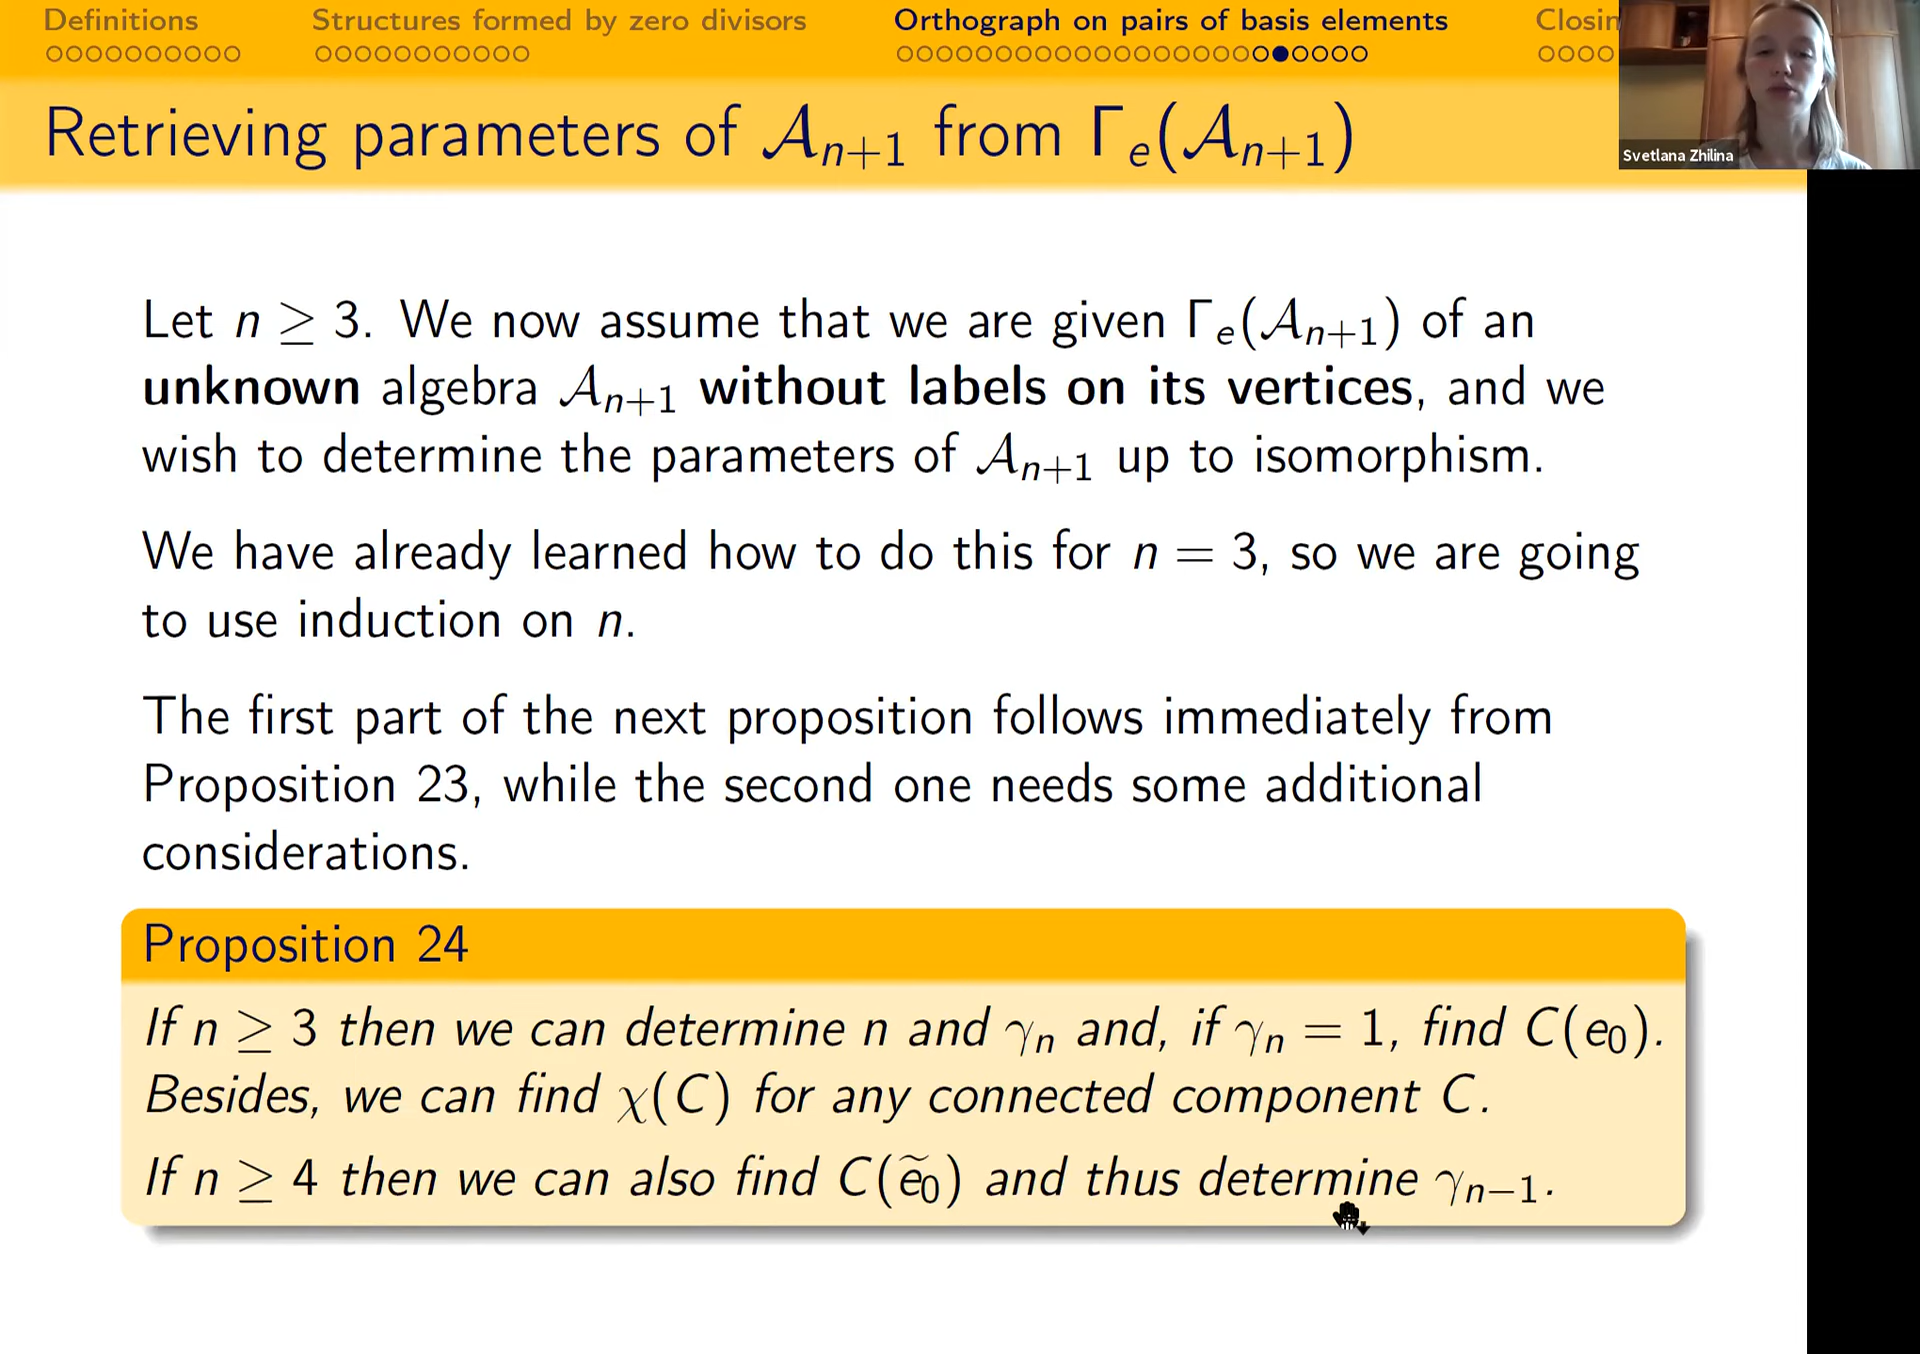 Definitions
Structures formed by zero divisors
Orthograph on pairs of basis elements
Closin
Svetlana Zhilina
Retrieving parameters of 𝒜ₙ₊₁ from Γₑ(𝒜ₙ₊₁)
Let n ≥ 3. We now assume that we are given Γₑ(𝒜ₙ₊₁) of an
unknown algebra 𝒜ₙ₊₁ without labels on its vertices, and we
wish to determine the parameters of 𝒜ₙ₊₁ up to isomorphism.
We have already learned how to do this for n = 3, so we are going
to use induction on n.
The first part of the next proposition follows immediately from
Proposition 23, while the second one needs some additional
considerations.
Proposition 24
If n ≥ 3 then we can determine n and γₙ and, if γₙ = 1, find C(e₀).
Besides, we can find χ(C) for any connected component C.
If n ≥ 4 then we can also find C(ẽ₀) and thus determine γₙ₋₁.